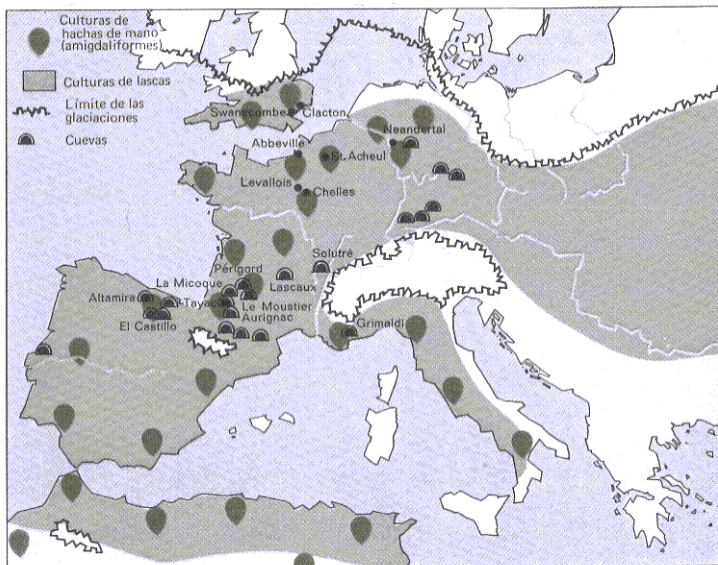 Culturas de
hachas de mano
(amigdaliformes)
Culturas de lascas
Límite de las
glaciaciones
Cuevas
Swanscombe
Clacton
Neandertal
Abbeville
St. Acheul
Levallois
Chelles
Solutré
Périgord
La Micoque
Lascaux
Altamira
Tayac
Le Moustier
El Castillo
Aurignac
Grimaldi